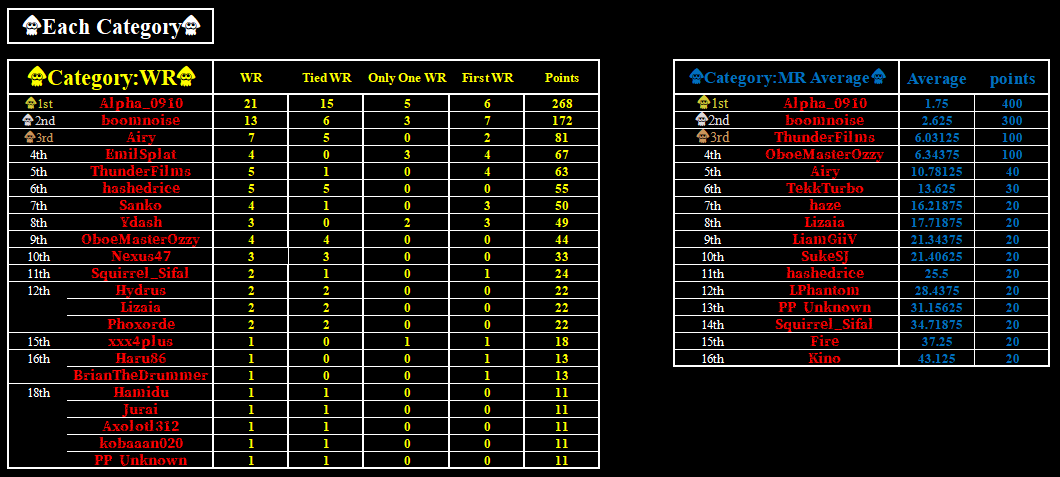 Each Category
Category:WR WR Tied WR Only One WR First WR Points
1st Alpha_0910 21 15 5 6 268
2nd boomnoise 13 6 3 7 172
3rd Airy 7 5 0 2 81
4th EmilSplat 4 0 3 4 67
5th ThunderFilms 5 1 0 4 63
6th hashedrice 5 5 0 0 55
7th Sanko 4 1 0 3 50
8th Ydash 3 0 2 3 49
9th OboeMasterOzzy 4 4 0 0 44
10th Nexus47 3 3 0 0 33
11th Squirrel_Sifal 2 1 0 1 24
12th Hydrus 2 2 0 0 22
Lizaia 2 2 0 0 22
Phoxorde 2 2 0 0 22
15th xxx4plus 1 0 1 1 18
16th Haru86 1 0 0 1 13
BrianTheDrummer 1 0 0 1 13
18th Hamidu 1 1 0 0 11
Jurai 1 1 0 0 11
Axolotl312 1 1 0 0 11
kobaaan020 1 1 0 0 11
PP_Unknown 1 1 0 0 11
Category:MR Average Average points
1st Alpha_0910 1.75 400
2nd boomnoise 2.625 300
3rd ThunderFilms 6.03125 100
4th OboeMasterOzzy 6.34375 100
5th Airy 10.78125 40
6th TekkTurbo 13.625 30
7th haze 16.21875 20
8th Lizaia 17.71875 20
9th LiamGiiV 21.34375 20
10th SukeSJ 21.40625 20
11th hashedrice 25.5 20
12th LPhantom 28.4375 20
13th PP_Unknown 31.15625 20
14th Squirrel_Sifal 34.71875 20
15th Fire 37.25 20
16th Kino 43.125 20